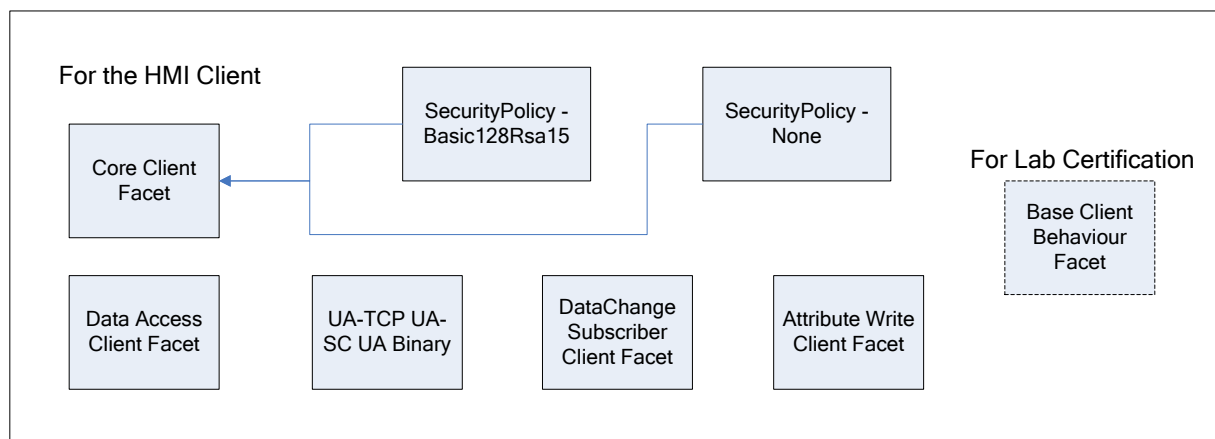 For the HMI Client
SecurityPolicy -
Basic128Rsa15
SecurityPolicy -
None
Core Client
Facet
For Lab Certification
Base Client
Behaviour
Facet
Data Access
Client Facet
UA-TCP UA-
SC UA Binary
DataChange
Subscriber
Client Facet
Attribute Write
Client Facet